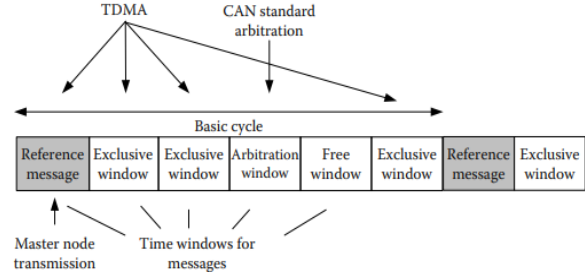 TDMA
CAN standard
arbitration
Basic cycle
Reference
message
Exclusive
window
Exclusive
window
Arbitration
window
Free
window
Exclusive
window
Reference
message
Exclusive
window
Master node
transmission
Time windows for
messages